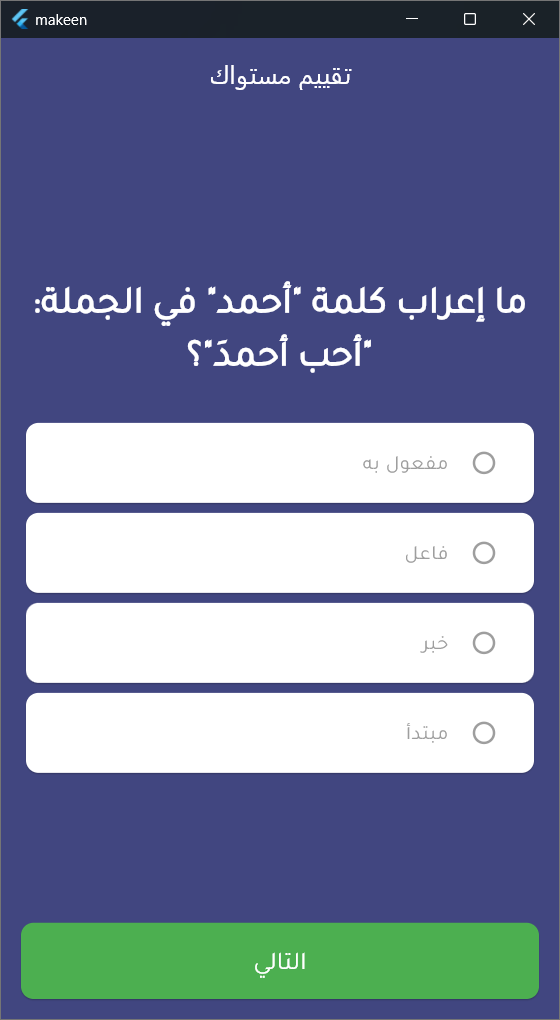 makeen
تقييم مستواك
ما إعراب كلمة "أحمد" في الجملة:
"أحب أحمدَ"؟
مفعول به
فاعل
خبر
مبتدأ
التالي